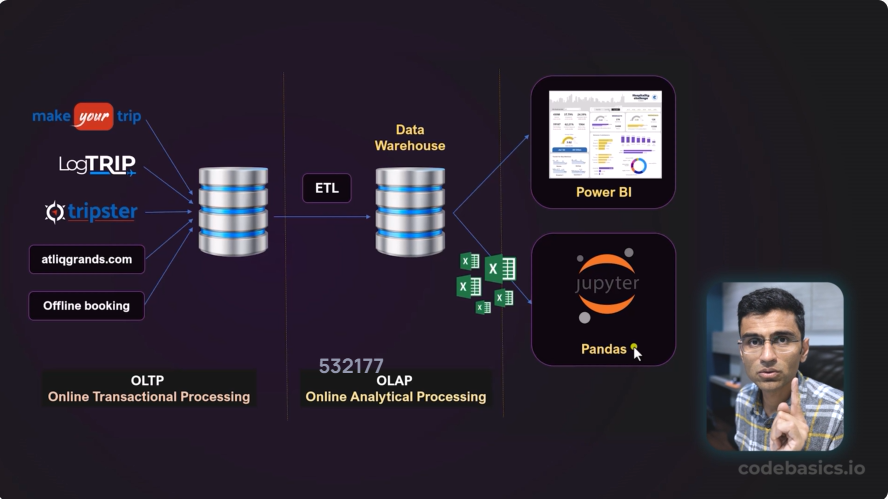 make your trip
LogTRIP
tripster
atliqgrands.com
Offline booking
ETL
Data
Warehouse
Power BI
jupyter
Pandas
532177
OLTP
Online Transactional Processing
OLAP
Online Analytical Processing
codebasics.io